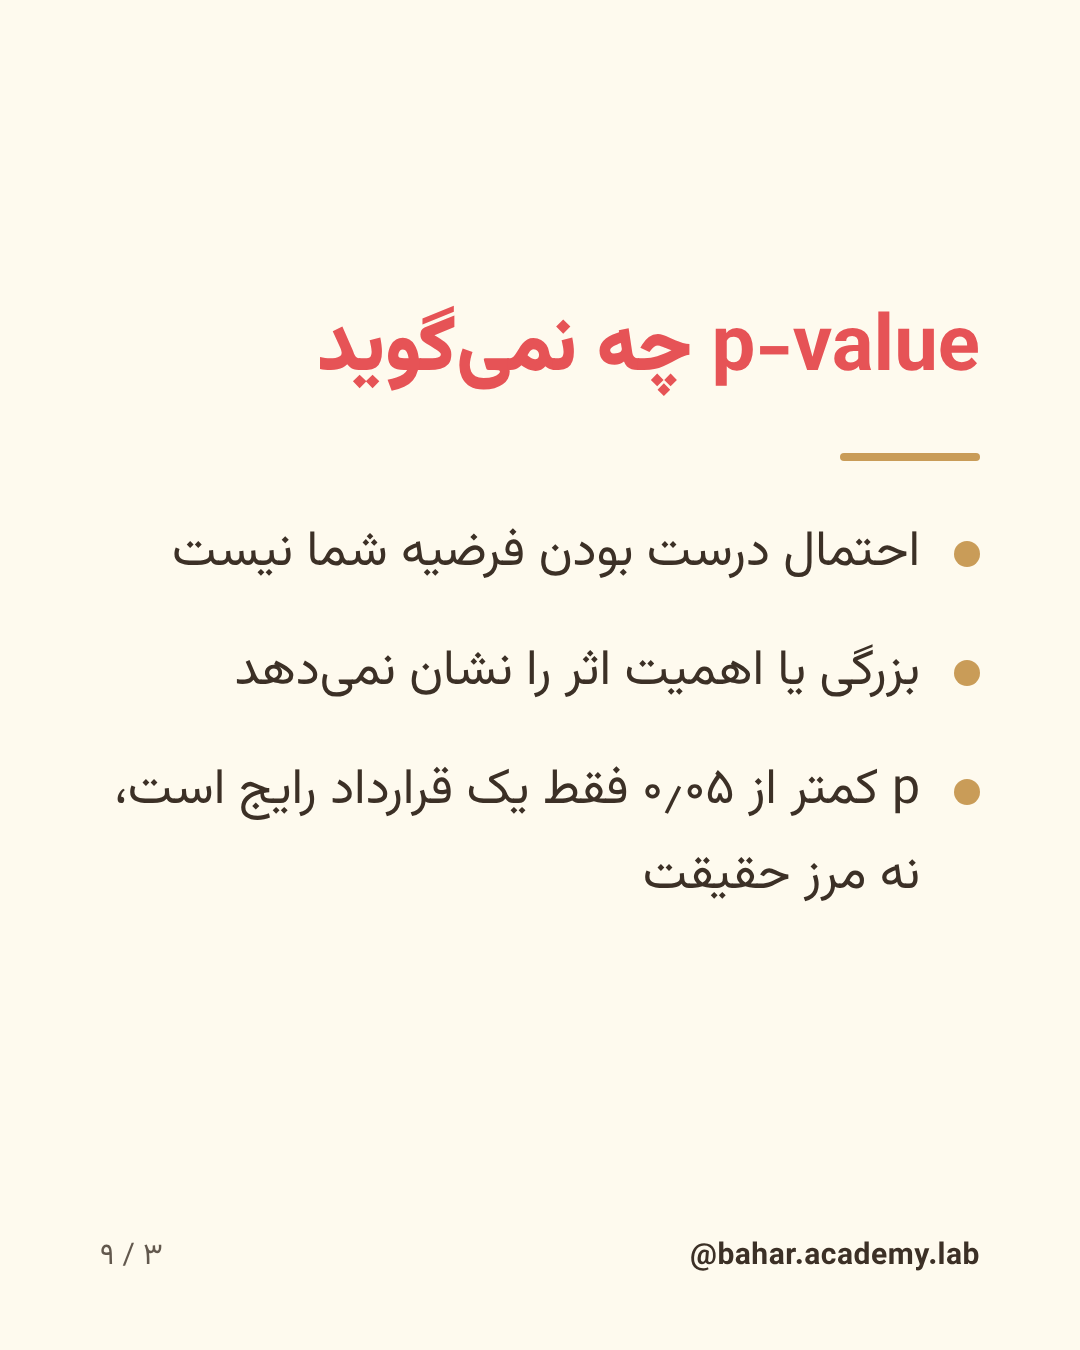 p-value چه نمی‌گوید
احتمال درست بودن فرضیه شما نیست
بزرگی یا اهمیت اثر را نشان نمی‌دهد
p کمتر از ۰٫۰۵ فقط یک قرارداد رایج است،
نه مرز حقیقت
@bahar.academy.lab
۳ / ۹